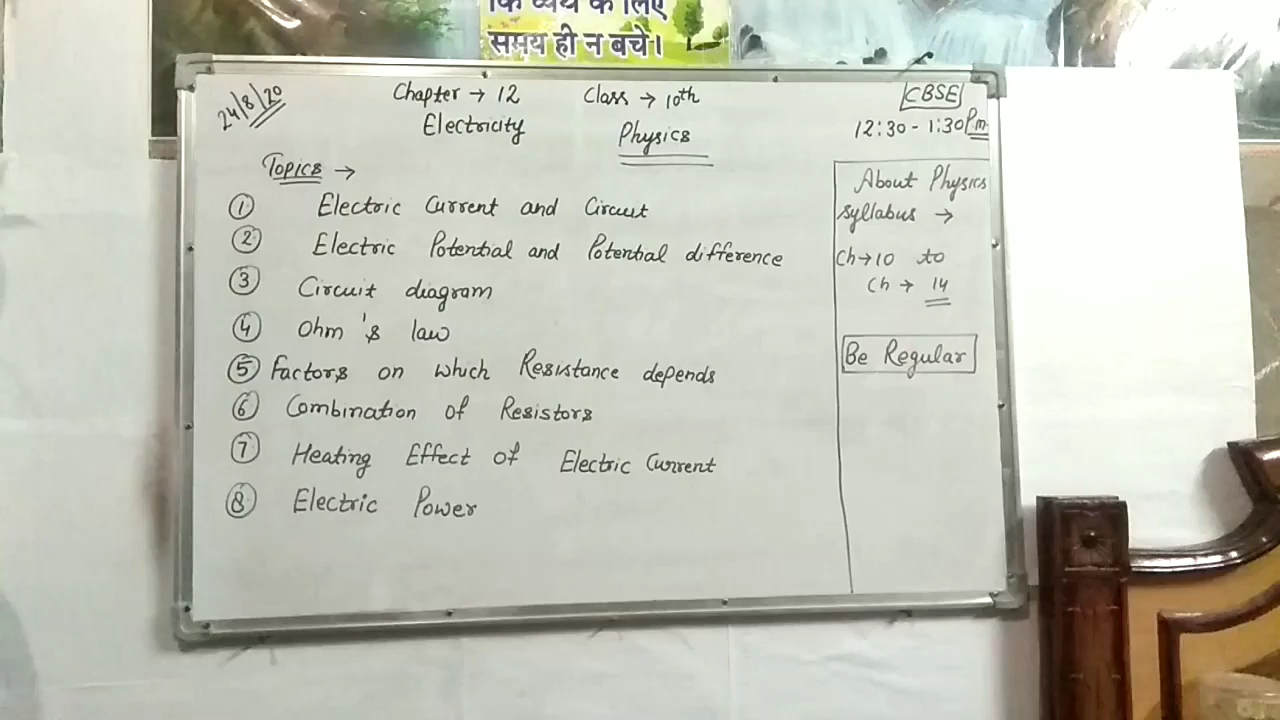 कि व्यर्थ के लिए
समय ही न बचे।
24/8/20
Chapter → 12 Class → 10th
CBSE
Electricity Physics
12:30 - 1:30 Pm
Topics →
About Physics
Syllabus →
Ch → 10 to
Ch → 14
Be Regular
① Electric Current and Circuit
② Electric Potential and Potential difference
③ Circuit diagram
④ Ohm's law
⑤ Factors on which Resistance depends
⑥ Combination of Resistors
⑦ Heating Effect of Electric Current
⑧ Electric Power